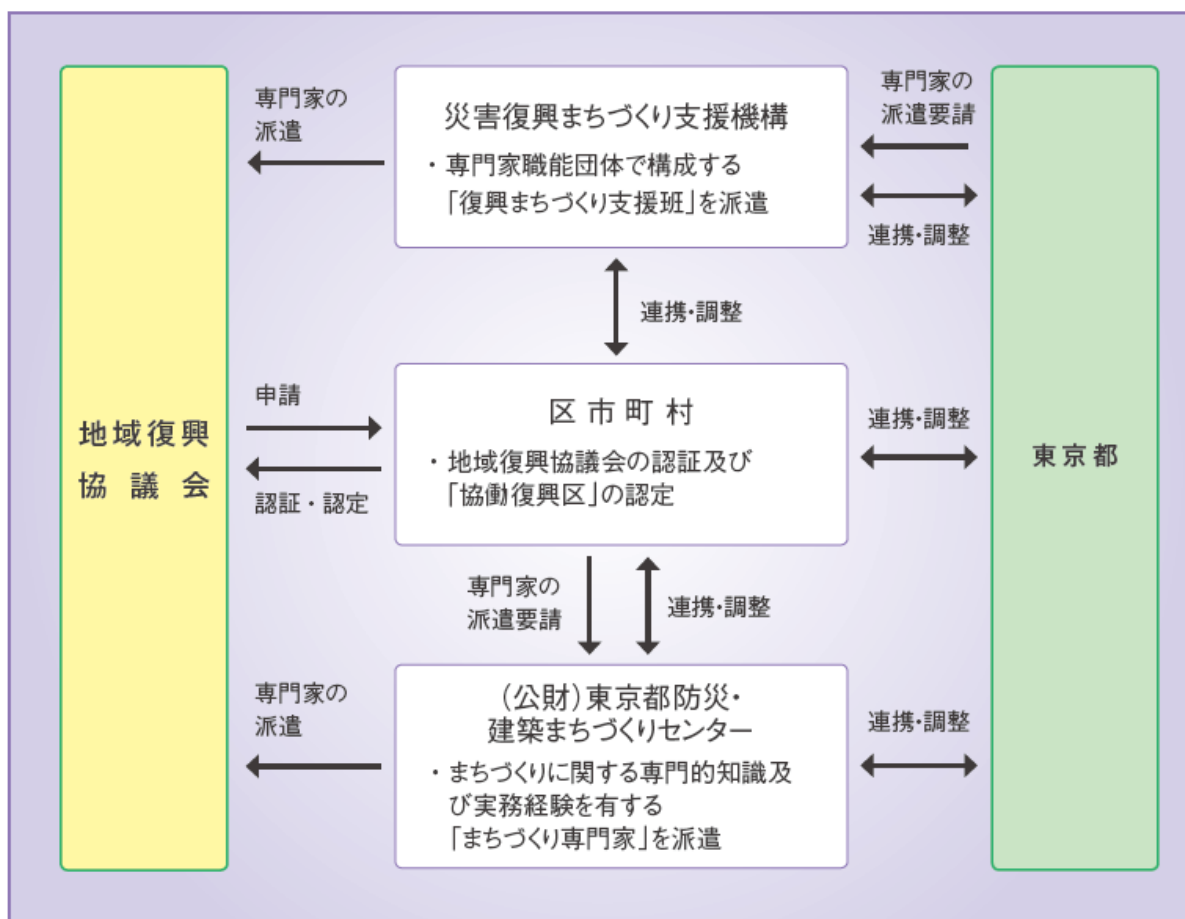 専門家の
派遣
災害復興まちづくり支援機構
・専門家職能団体で構成する
「復興まちづくり支援班」を派遣
専門家の
派遣要請
連携・調整
連携・調整
地域復興
協議会
申請
認証・認定
区市町村
・地域復興協議会の認証及び
「協働復興区」の認定
連携・調整
東京都
専門家の
派遣要請
連携・調整
専門家の
派遣
(公財)東京都防災・
建築まちづくりセンター
・まちづくりに関する専門的知識及
び実務経験を有する
「まちづくり専門家」を派遣
連携・調整